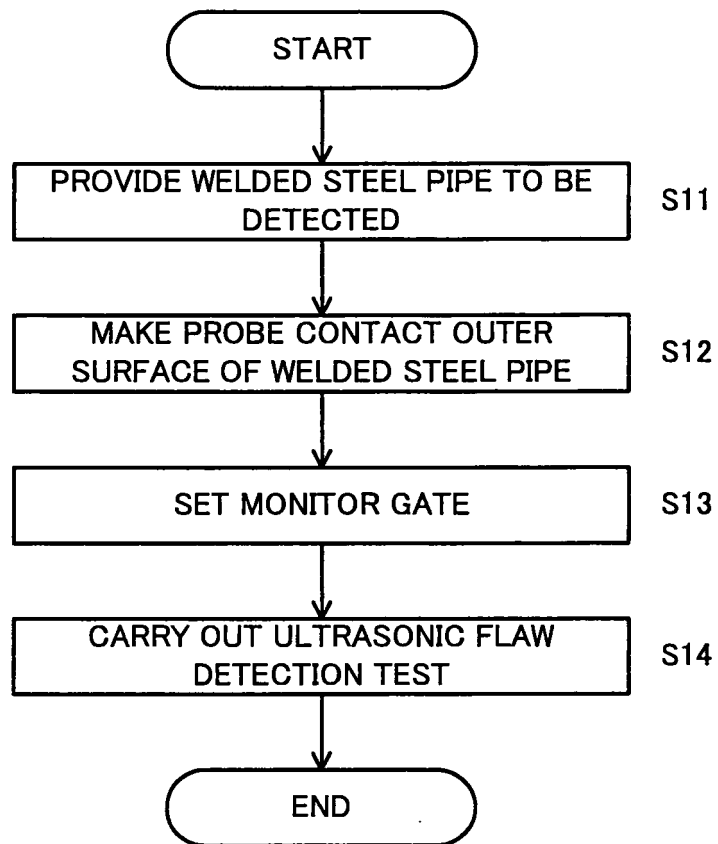 START
PROVIDE WELDED STEEL PIPE TO BE
DETECTED
S11
MAKE PROBE CONTACT OUTER
SURFACE OF WELDED STEEL PIPE
S12
SET MONITOR GATE
S13
CARRY OUT ULTRASONIC FLAW
DETECTION TEST
S14
END